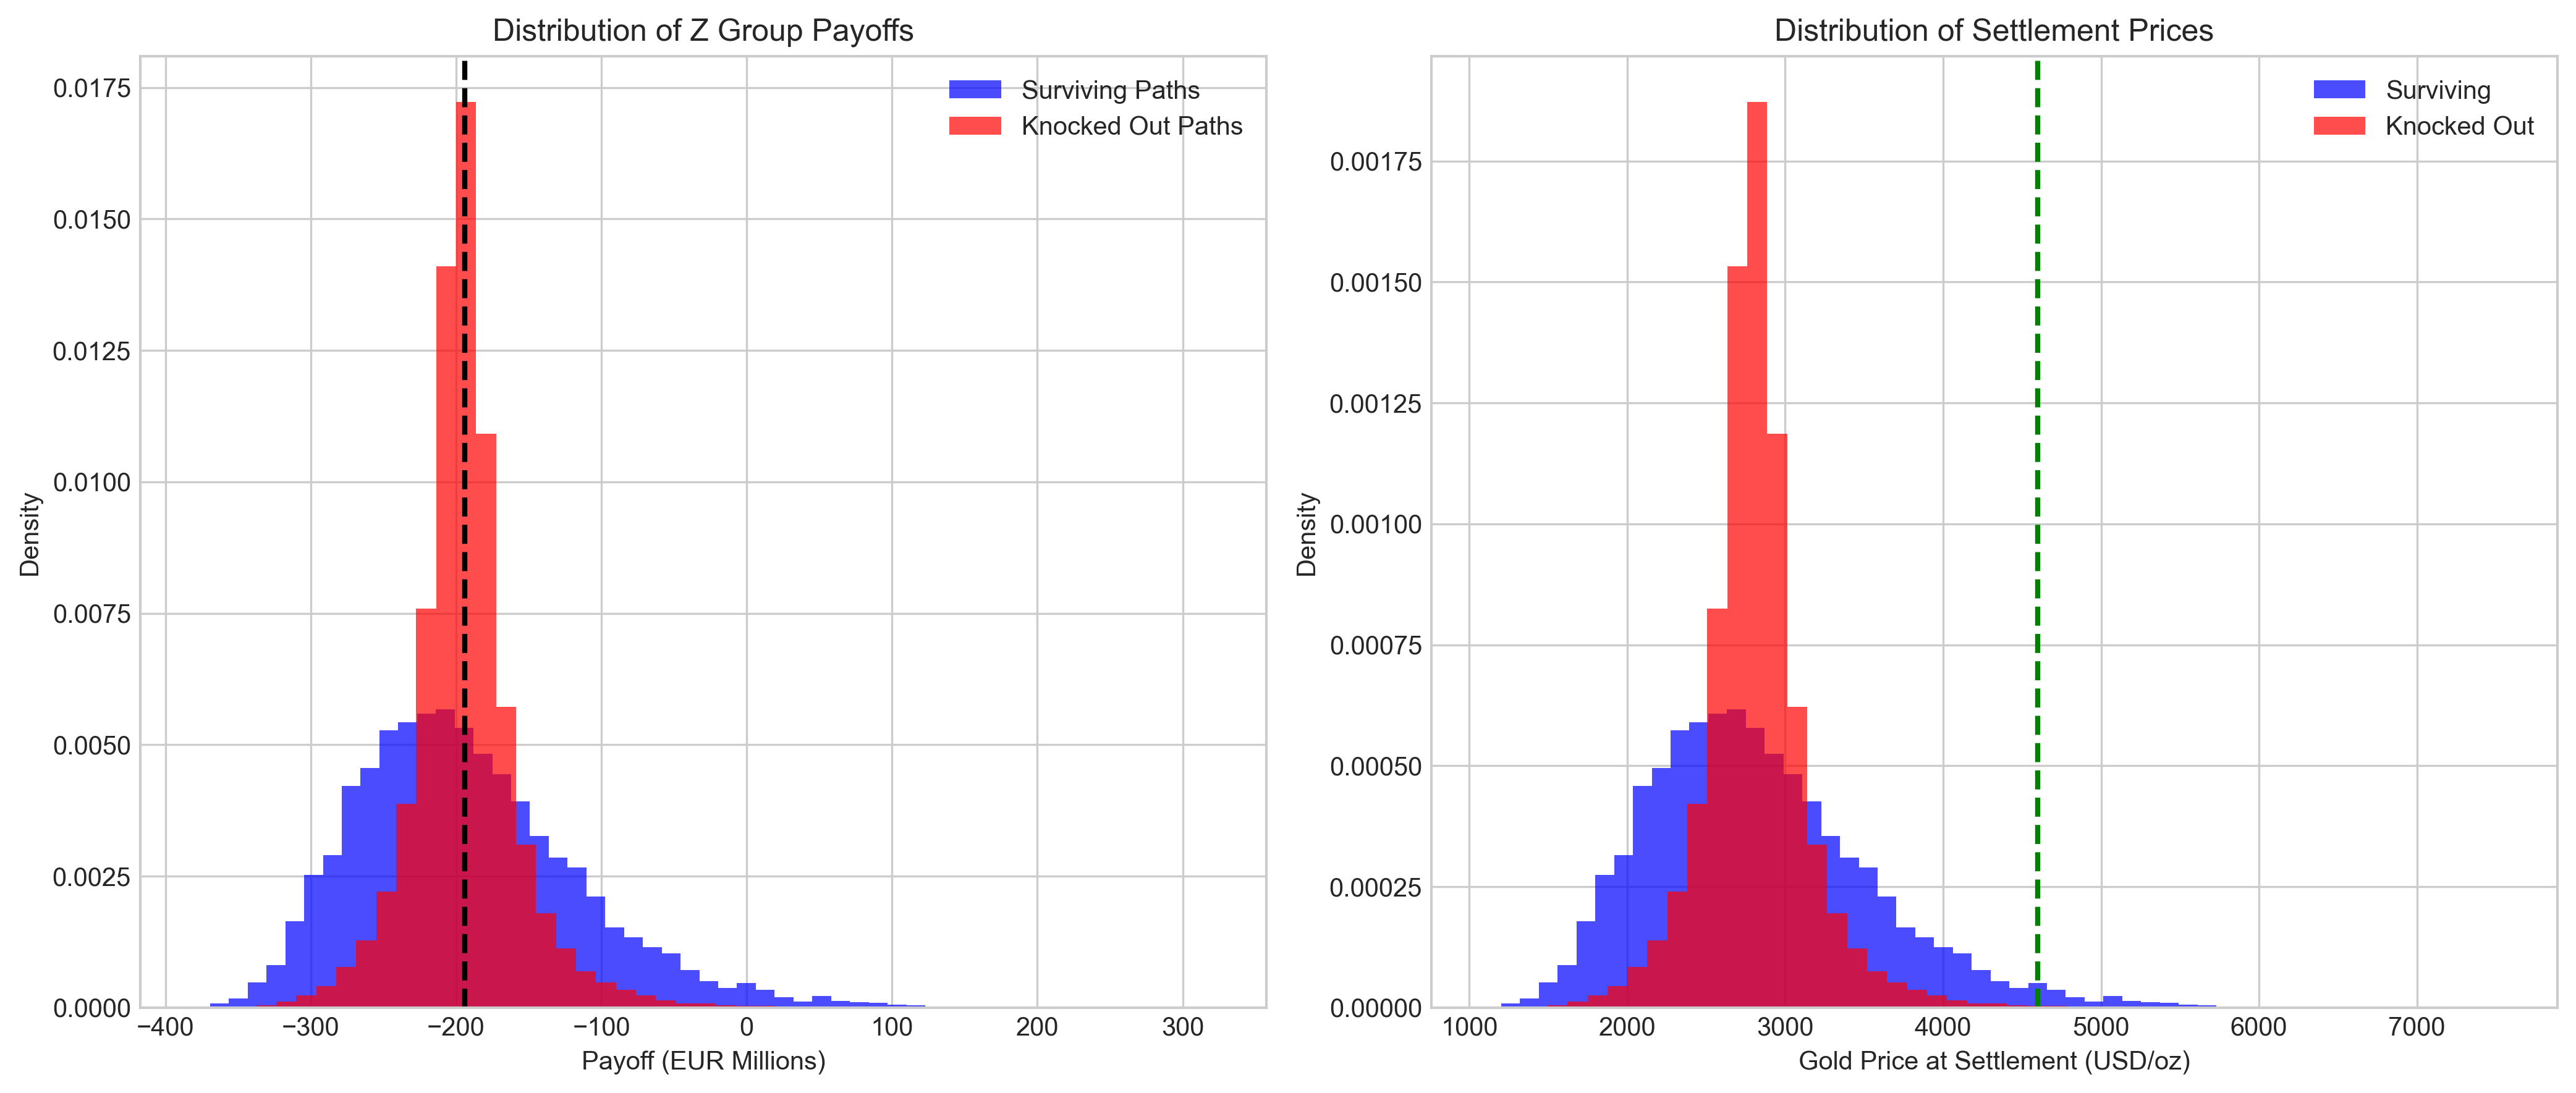 Distribution of Z Group Payoffs
Surviving Paths
Knocked Out Paths
0.0175
0.0150
0.0125
0.0100
0.0075
0.0050
0.0025
0.0000
Density
−400 −300 −200 −100 0 100 200 300
Payoff (EUR Millions)
Distribution of Settlement Prices
Surviving
Knocked Out
0.00175
0.00150
0.00125
0.00100
0.00075
0.00050
0.00025
0.00000
Density
1000 2000 3000 4000 5000 6000 7000
Gold Price at Settlement (USD/oz)